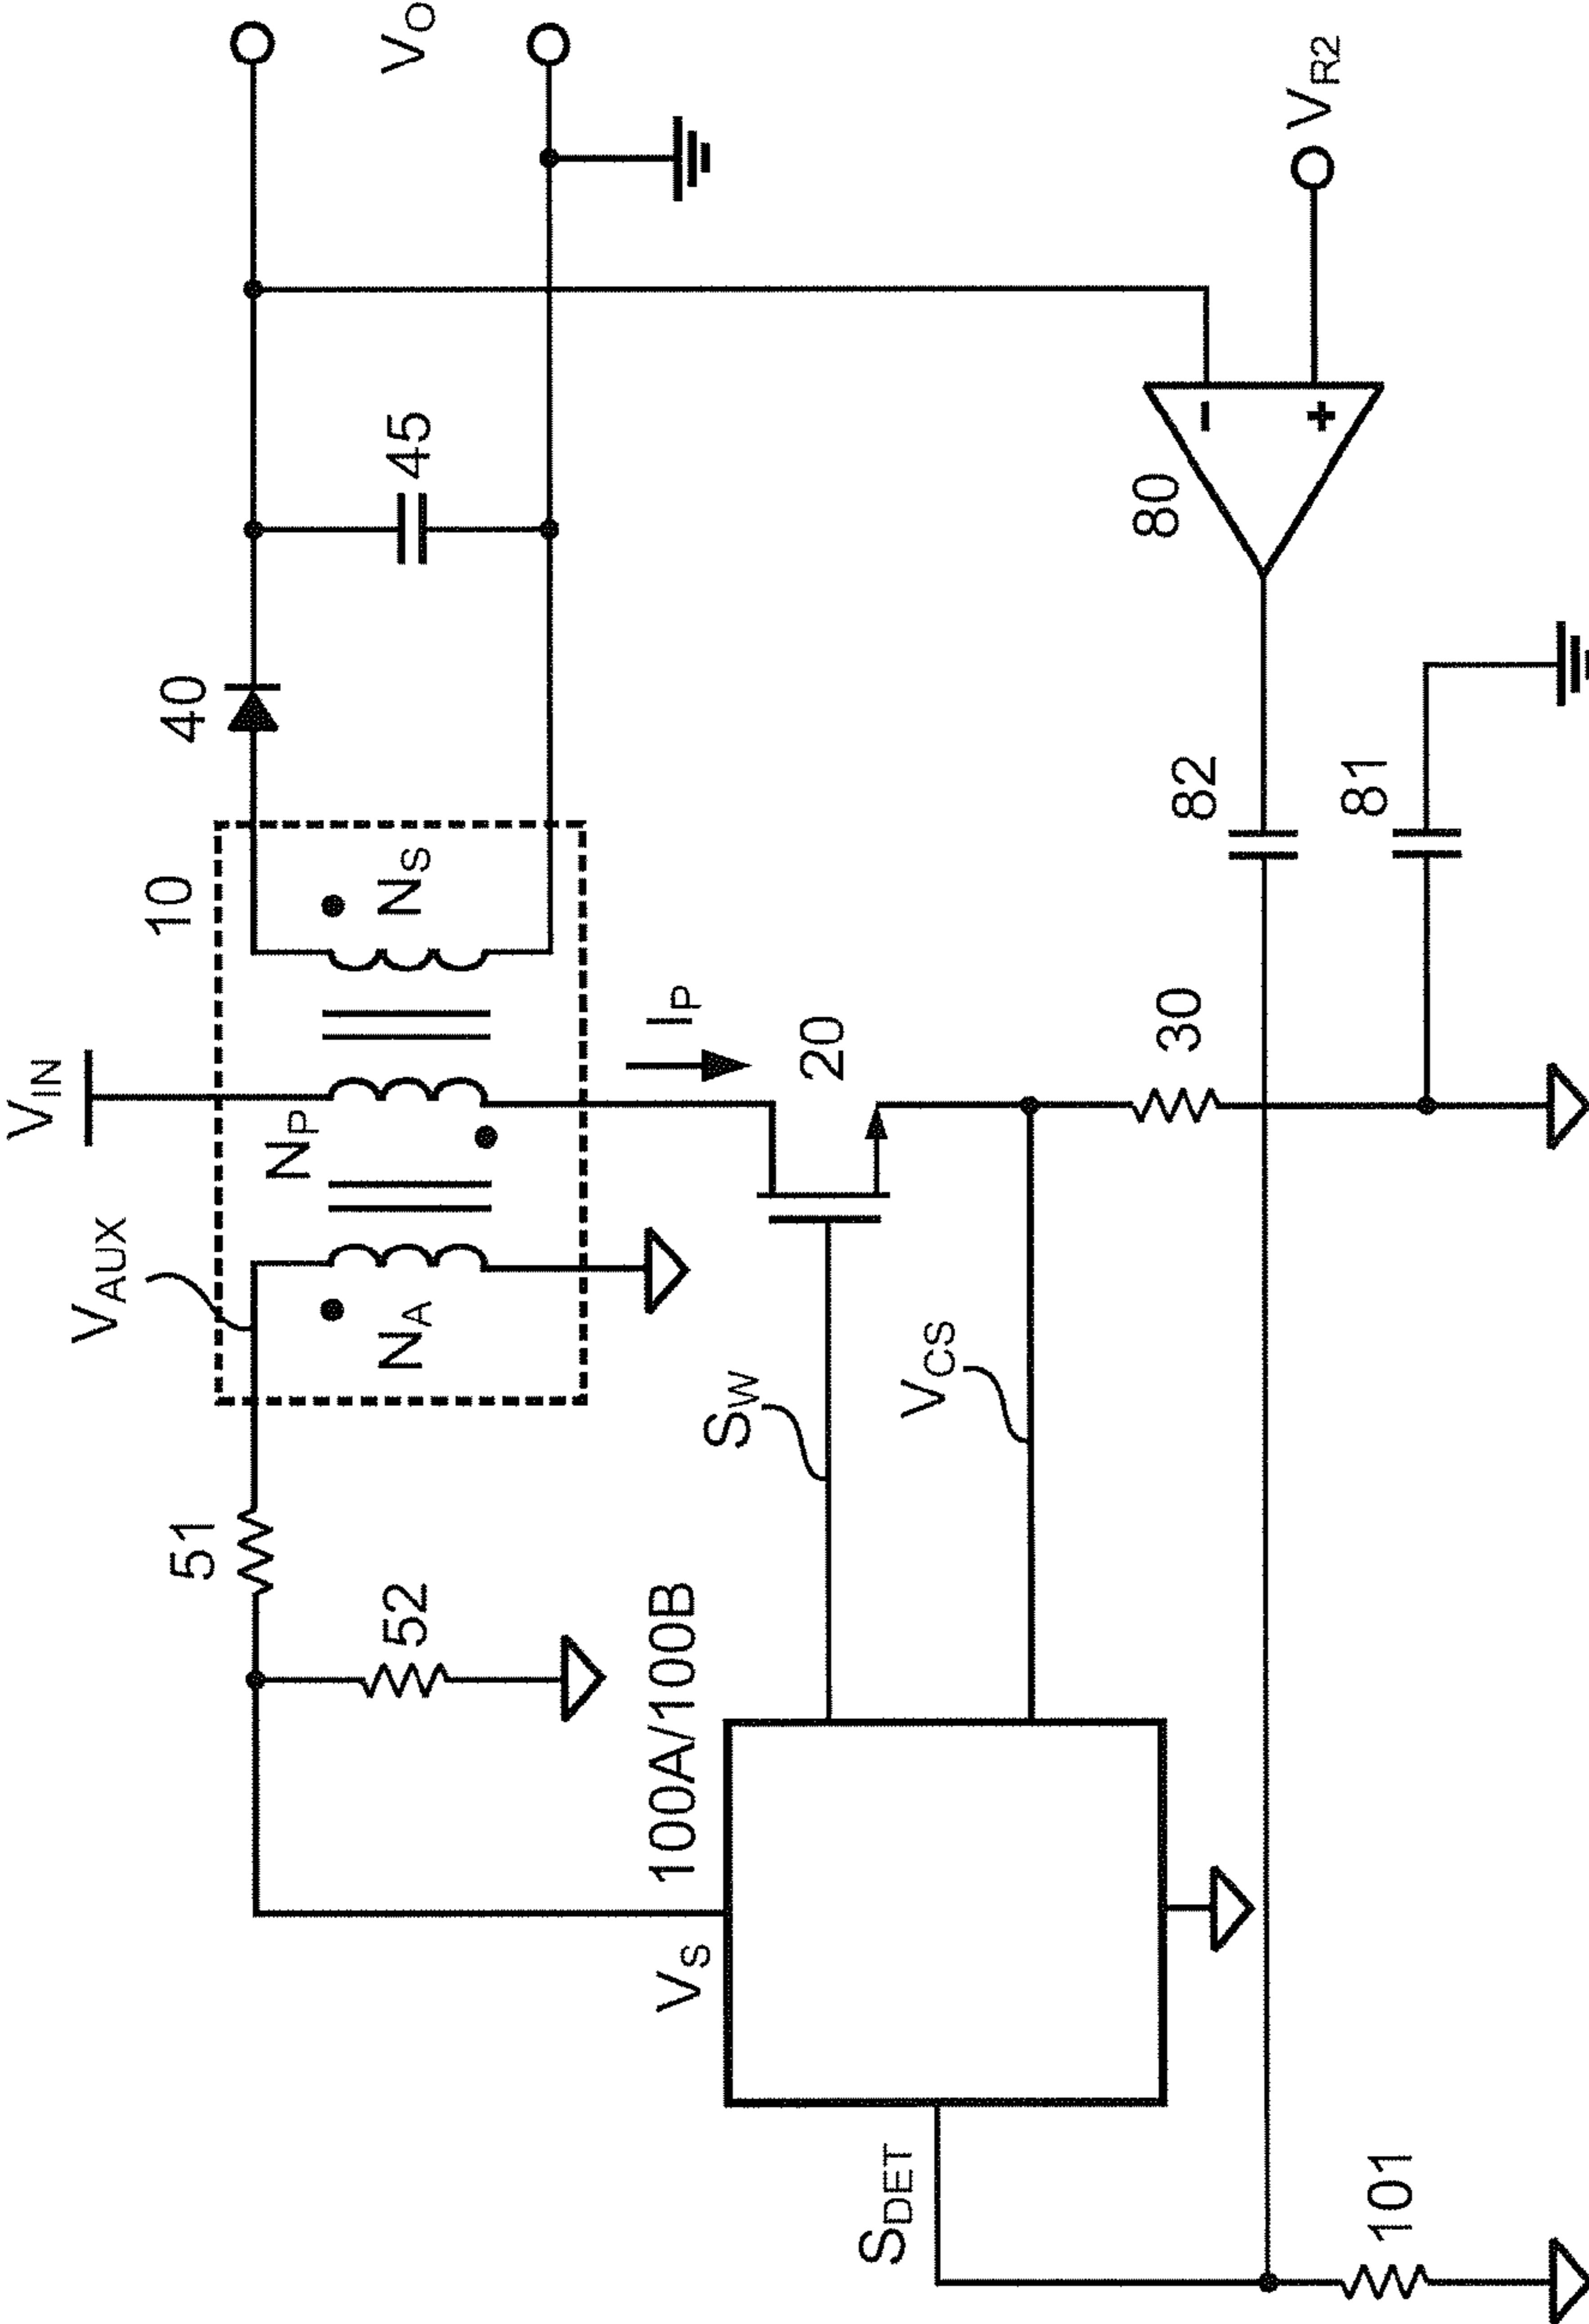 V_IN
V_AUX
10
40
V_O
N_P
N_A
N_S
45
51
52
I_P
S_W
20
100A/100B
V_S
V_CS
S_DET
30
82
80
-
+
V_R2
81
101